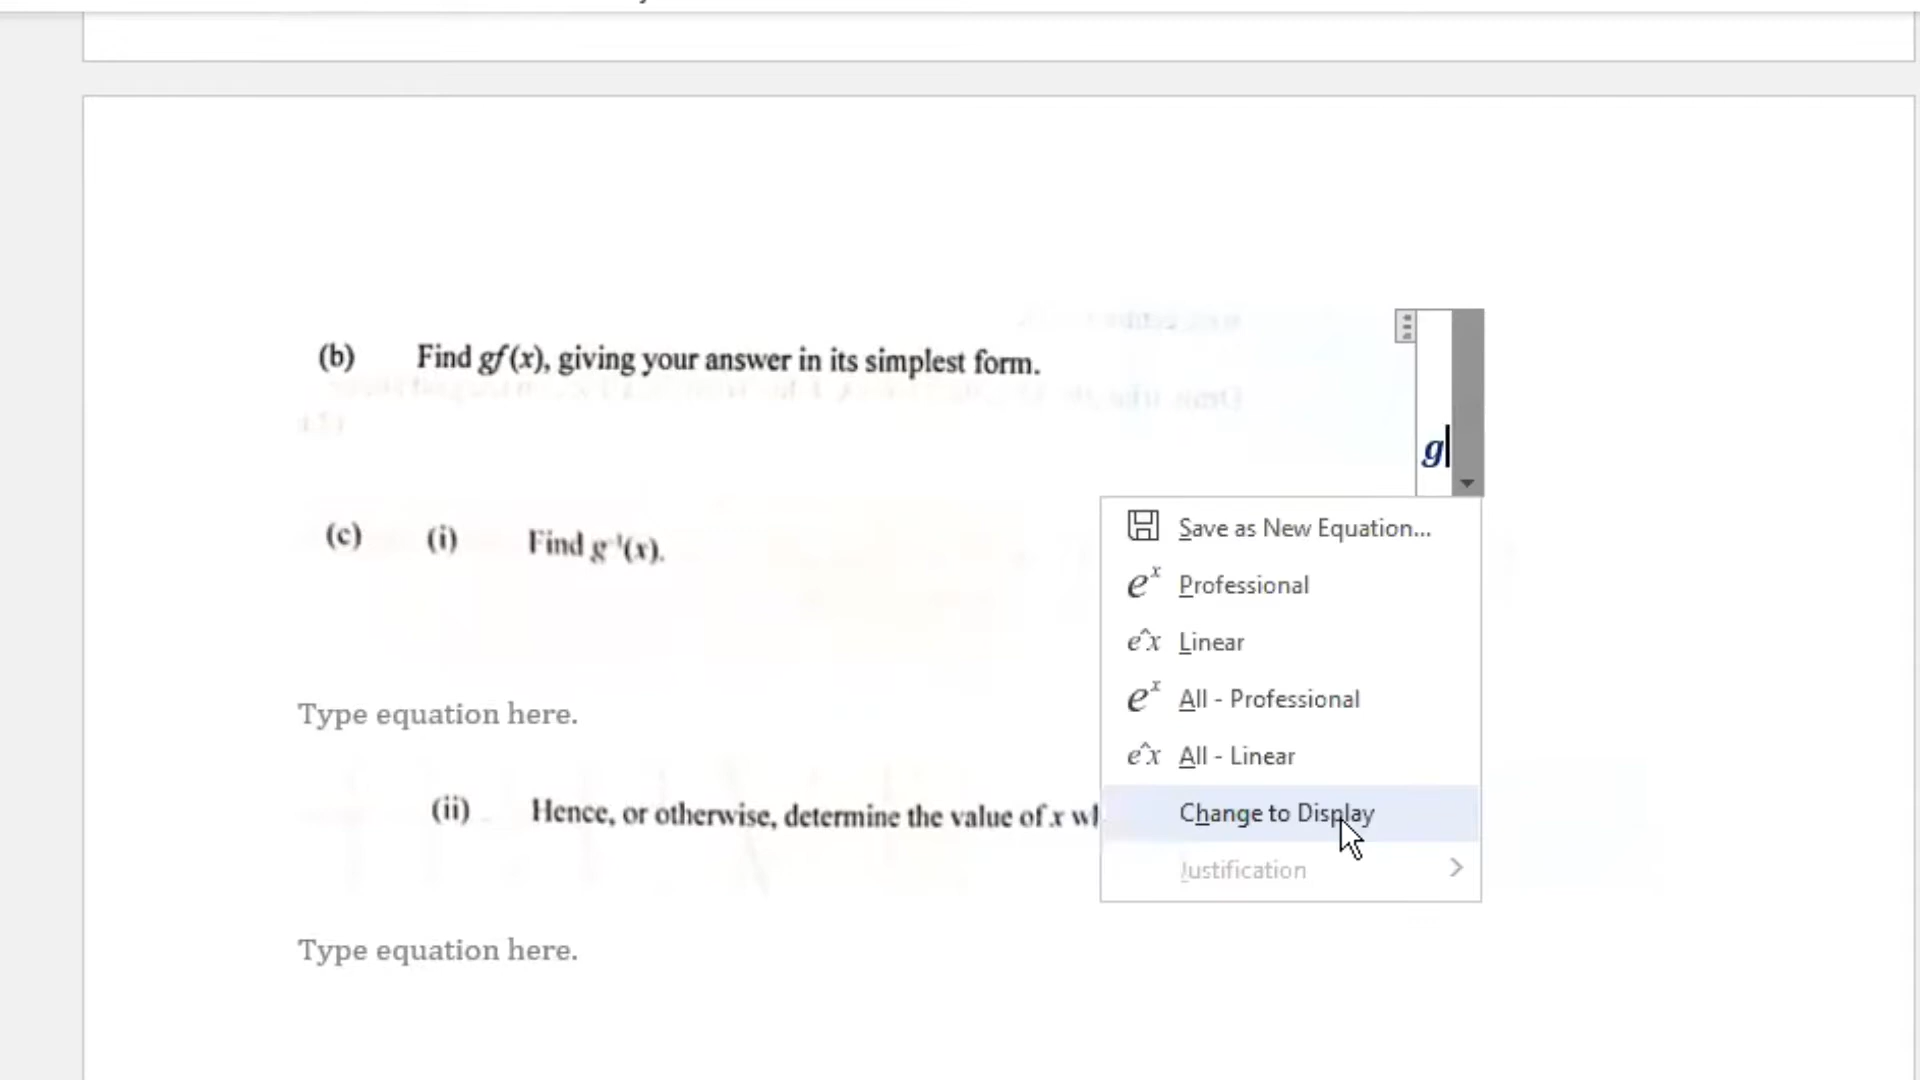 (b) Find gf(x), giving your answer in its simplest form.
g
(c) (i) Find g⁻¹(x).
Save as New Equation...
Professional
Linear
All - Professional
All - Linear
Change to Display
Justification
Type equation here.
(ii) Hence, or otherwise, determine the value of x
Type equation here.